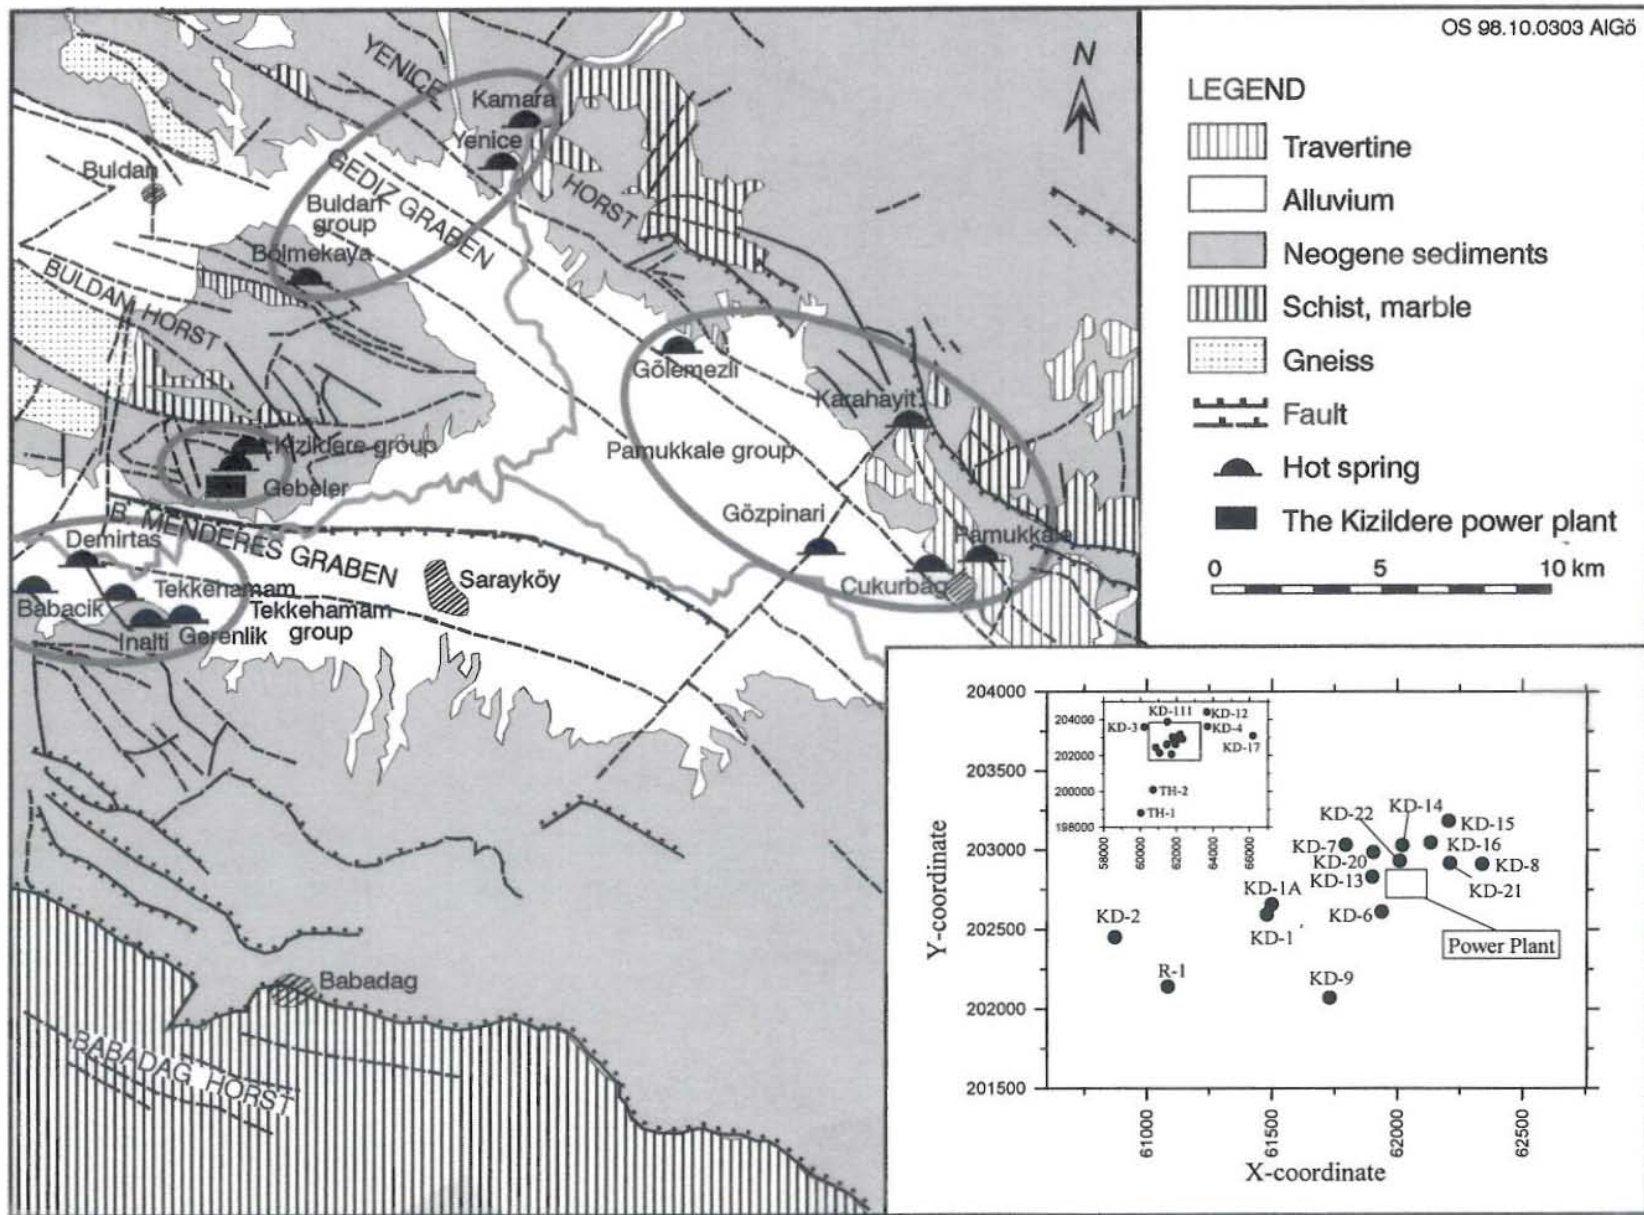 OS 98.10.0303 AlGö
LEGEND
Travertine
Alluvium
Neogene sediments
Schist, marble
Gneiss
Fault
Hot spring
The Kizildere power plant
0 5 10 km
N
YENICE
Kamara
Yenice
HORST
Buldan
GEDIZ GRABEN
Buldan
group
Bölmekaya
BULDAN HORST
Gölemezli
Karahayit
Kizildere group
Pamukkale group
Gebeler
Gözpinari
B. MENDERES GRABEN
Pamukkale
Demirtas
Cukurbag
Sarayköy
Tekkehamam
Babacik
Tekkehamam
group
Inalti
Gerenlik
Babadag
BABADAG HORST
204000
203500
203000
202500
202000
201500
Y-coordinate
61000
61500
62000
62500
X-coordinate
204000
202000
200000
198000
58000
60000
62000
64000
66000
KD-111
KD-12
KD-3
KD-4
KD-17
TH-2
TH-1
KD-14
KD-22
KD-15
KD-7
KD-16
KD-20
KD-8
KD-13
KD-21
KD-1A
KD-6
KD-2
KD-1
Power Plant
R-1
KD-9